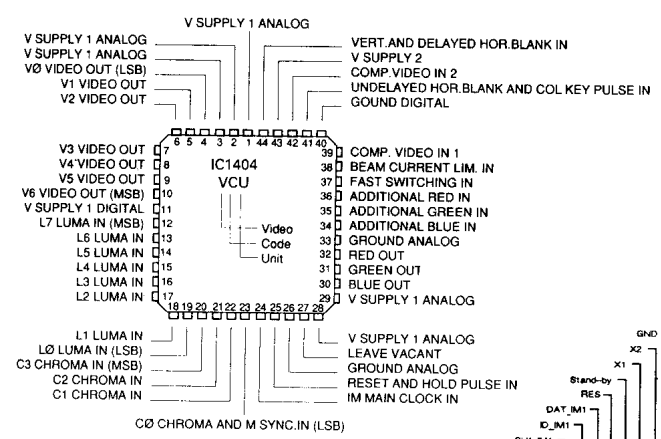 V SUPPLY 1 ANALOG
V SUPPLY 1 ANALOG
V SUPPLY 1 ANALOG
VØ VIDEO OUT (LSB)
V1 VIDEO OUT
V2 VIDEO OUT
VERT.AND DELAYED HOR.BLANK IN
V SUPPLY 2
COMP.VIDEO IN 2
UNDELAYED HOR.BLANK AND COL KEY PULSE IN
GOUND DIGITAL
6 5 4 3 2 1 44 43 42 41 40
V3 VIDEO OUT 7
V4 VIDEO OUT 8
V5 VIDEO OUT 9
V6 VIDEO OUT (MSB) 10
V SUPPLY 1 DIGITAL 11
L7 LUMA IN (MSB) 12
L6 LUMA IN 13
L5 LUMA IN 14
L4 LUMA IN 15
L3 LUMA IN 16
L2 LUMA IN 17
IC1404
VCU
Video
Code
Unit
39 COMP. VIDEO IN 1
38 BEAM CURRENT LIM. IN
37 FAST SWITCHING IN
36 ADDITIONAL RED IN
35 ADDITIONAL GREEN IN
34 ADDITIONAL BLUE IN
33 GROUND ANALOG
32 RED OUT
31 GREEN OUT
30 BLUE OUT
29 V SUPPLY 1 ANALOG
18 19 20 21 22 23 24 25 26 27 28
L1 LUMA IN
LØ LUMA IN (LSB)
C3 CHROMA IN (MSB)
C2 CHROMA IN
C1 CHROMA IN
CØ CHROMA AND M SYNC.IN (LSB)
V SUPPLY 1 ANALOG
LEAVE VACANT
GROUND ANALOG
RESET AND HOLD PULSE IN
IM MAIN CLOCK IN
GND
X2
X1
Stand-by
RES
DAT_IM1
ID_IM1